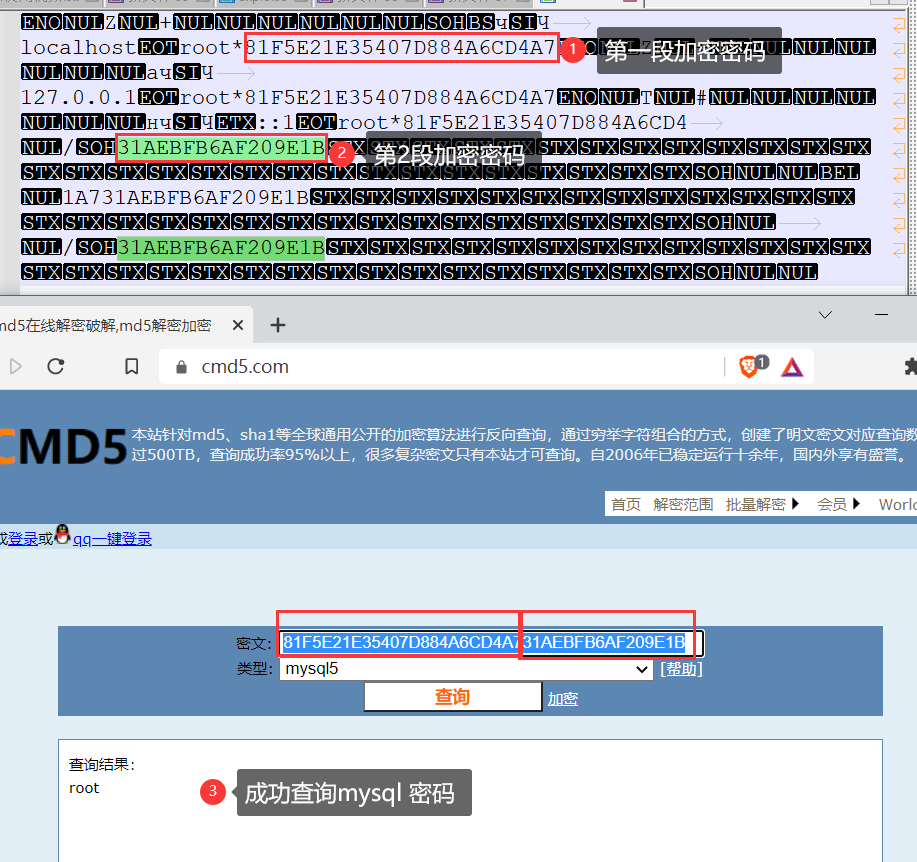 ENQNULZNUL+NULNULNULNULNULNULSOHBSчSIЧ
localhostEOTroot*81F5E21E35407D884A6CD4A7
1
第一段加密密码
NULNUL
NULNULNULачSIЧ
127.0.0.1EOTroot*81F5E21E35407D884A6CD4A7ENQNULTNUL#NULNULNULNUL
NULNULNULнчSIЧETX::1EOTroot*81F5E21E35407D884A6CD4
NUL/SOH31AEBFB6AF209E1B
2
第2段加密密码
STXSTXSTXSTXSTXSTXSTXSTXSTXSTXSTXSTXSTXSTXSTXSTXSOHNULNULBEL
NUL1A731AEBFB6AF209E1BSTXSTXSTXSTXSTXSTXSTXSTXSTXSTXSTXSTXSTX
STXSTXSTXSTXSTXSTXSTXSTXSTXSTXSTXSTXSTXSTXSTXSTXSOHNUL
NUL/SOH31AEBFB6AF209E1BSTXSTXSTXSTXSTXSTXSTXSTXSTXSTXSTXSTXSTX
STXSTXSTXSTXSTXSTXSTXSTXSTXSTXSTXSTXSTXSTXSTXSTXSOHNULNUL
md5在线解密破解,md5解密加密
cmd5.com
1
CMD5
本站针对md5、sha1等全球通用公开的加密算法进行反向查询，通过穷举字符组合的方式，创建了明文密文对应查询数
过500TB，查询成功率95%以上，很多复杂密文只有本站才可查询。自2006年已稳定运行十余年，国内外享有盛誉。
首页 解密范围 批量解密 会员 World
或登录或qq一键登录
密文: 81F5E21E35407D884A6CD4A731AEBFB6AF209E1B
类型: mysql5 [帮助]
查询 加密
查询结果:
root
3
成功查询mysql 密码